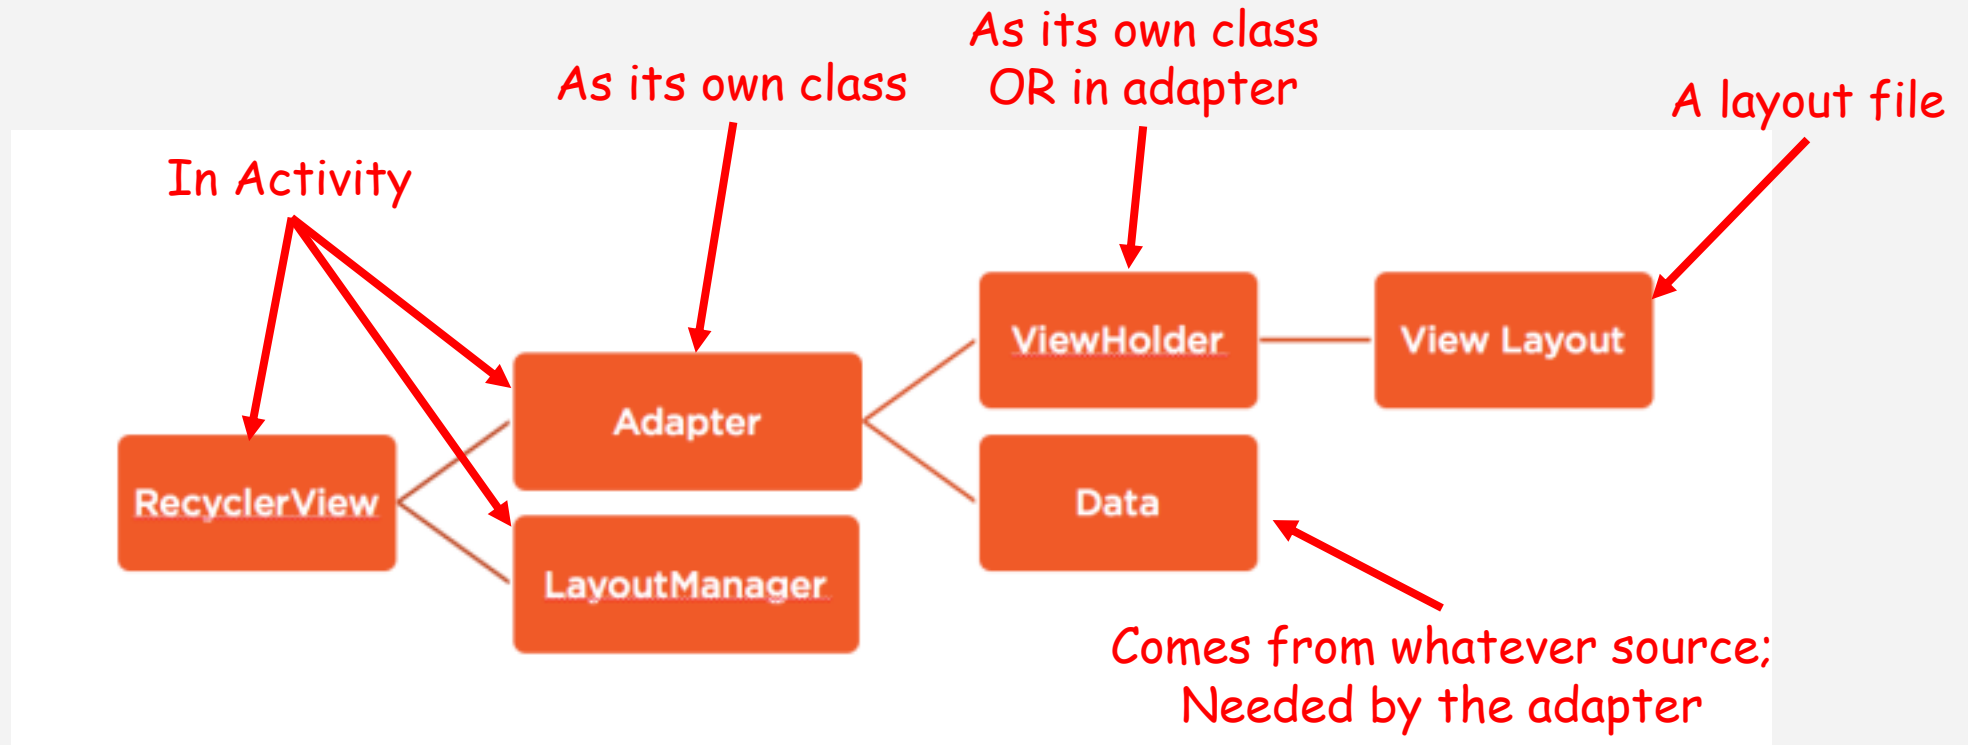 As its own class
OR in adapter
As its own class
A layout file
In Activity
ViewHolder
View Layout
Adapter
RecyclerView
Data
LayoutManager
Comes from whatever source;
Needed by the adapter